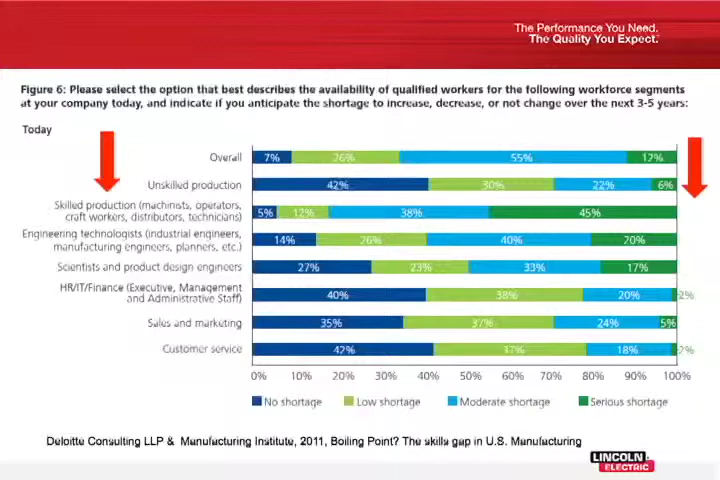 The Performance You Need.
The Quality You Expect.
Figure 6: Please select the option that best describes the availability of qualified workers for the following workforce segments
at your company today, and indicate if you anticipate the shortage to increase, decrease, or not change over the next 3-5 years:
Today
Overall 7% 26% 55% 12%
Unskilled production 42% 30% 22% 6%
Skilled production (machinists, operators,
craft workers, distributors, technicians) 5% 12% 38% 45%
Engineering technologists (industrial engineers,
manufacturing engineers, planners, etc.) 14% 26% 40% 20%
Scientists and product design engineers 27% 23% 33% 17%
HR/IT/Finance (Executive, Management
and Administrative Staff) 40% 38% 20% 2%
Sales and marketing 35% 37% 24% 5%
Customer service 42% 37% 18% 2%
0% 10% 20% 30% 40% 50% 60% 70% 80% 90% 100%
No shortage Low shortage Moderate shortage Serious shortage
Deloitte Consulting LLP & Manufacturing Institute, 2011, Boiling Point? The skills gap in U.S. Manufacturing
LINCOLN
ELECTRIC